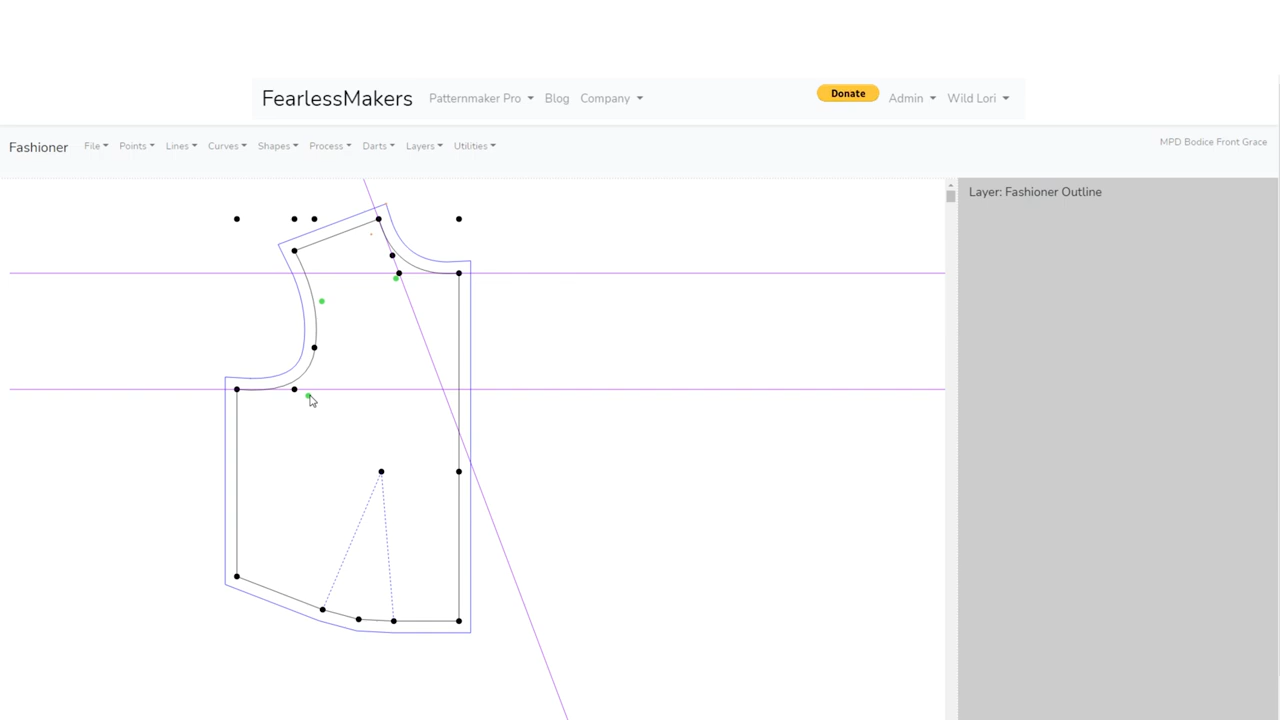 FearlessMakers Patternmaker Pro Blog Company Donate Admin Wild Lori
Fashioner File Points Lines Curves Shapes Process Darts Layers Utilities MPD Bodice Front Grace
Layer: Fashioner Outline